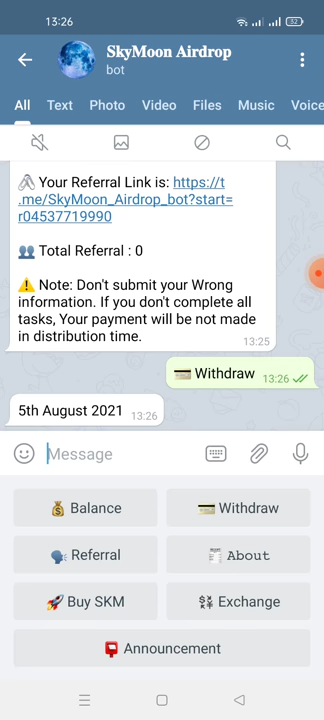 13:26
52
SkyMoon Airdrop
bot
All Text Photo Video Files Music Voice
Your Referral Link is: https://t
.me/SkyMoon_Airdrop_bot?start=
r04537719990
Total Referral : 0
Note: Don't submit your Wrong
information. If you don't complete all
tasks, Your payment will be not made
in distribution time.
13:25
Withdraw 13:26
5th August 2021 13:26
Message
Balance Withdraw
Referral About
Buy SKM Exchange
Announcement